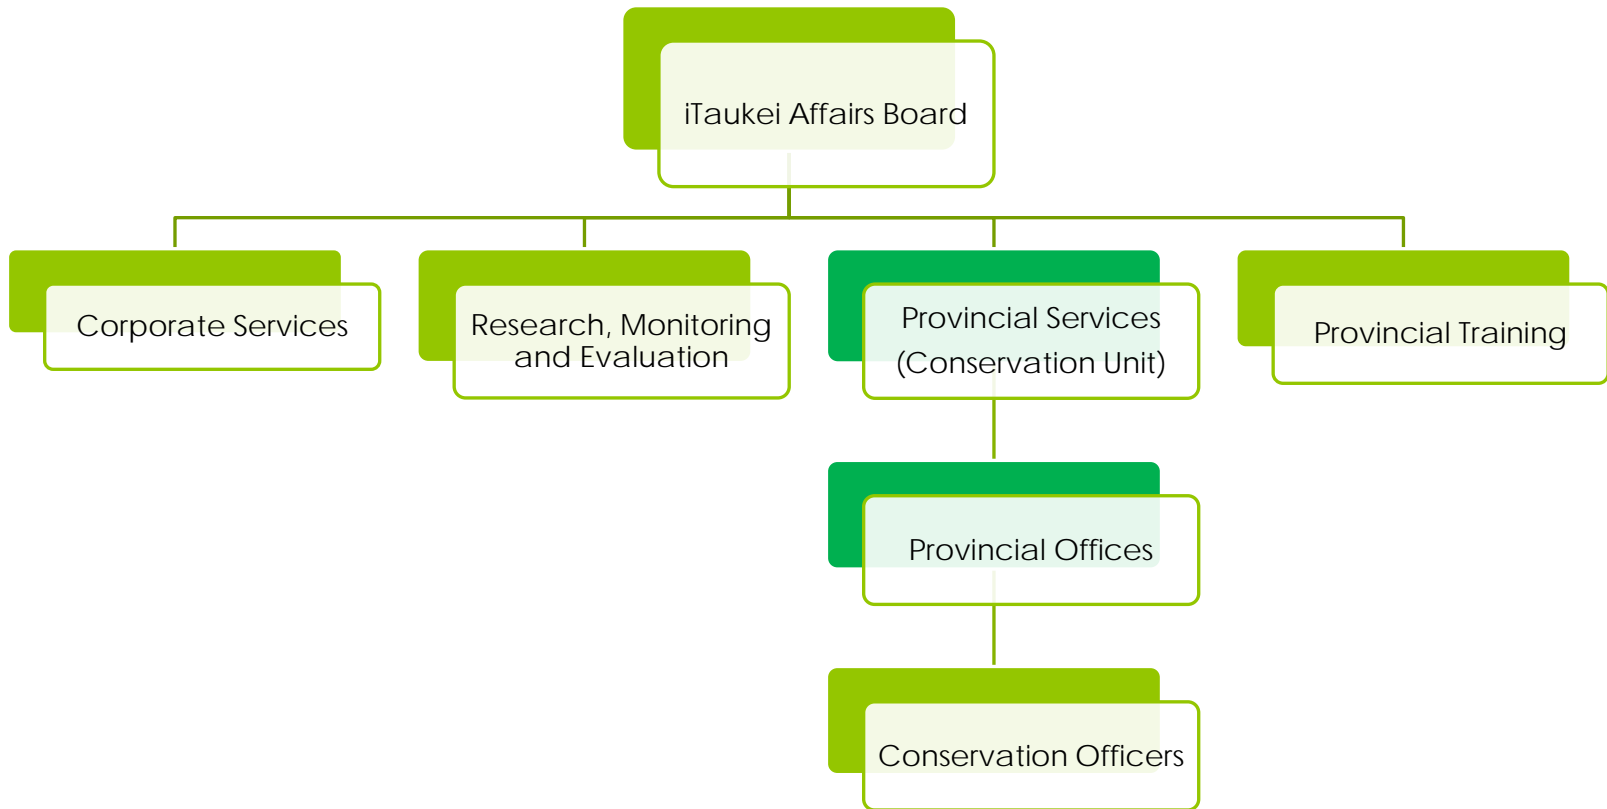 iTaukei Affairs Board
Corporate Services
Research, Monitoring
and Evaluation
Provincial Services
(Conservation Unit)
Provincial Training
Provincial Offices
Conservation Officers